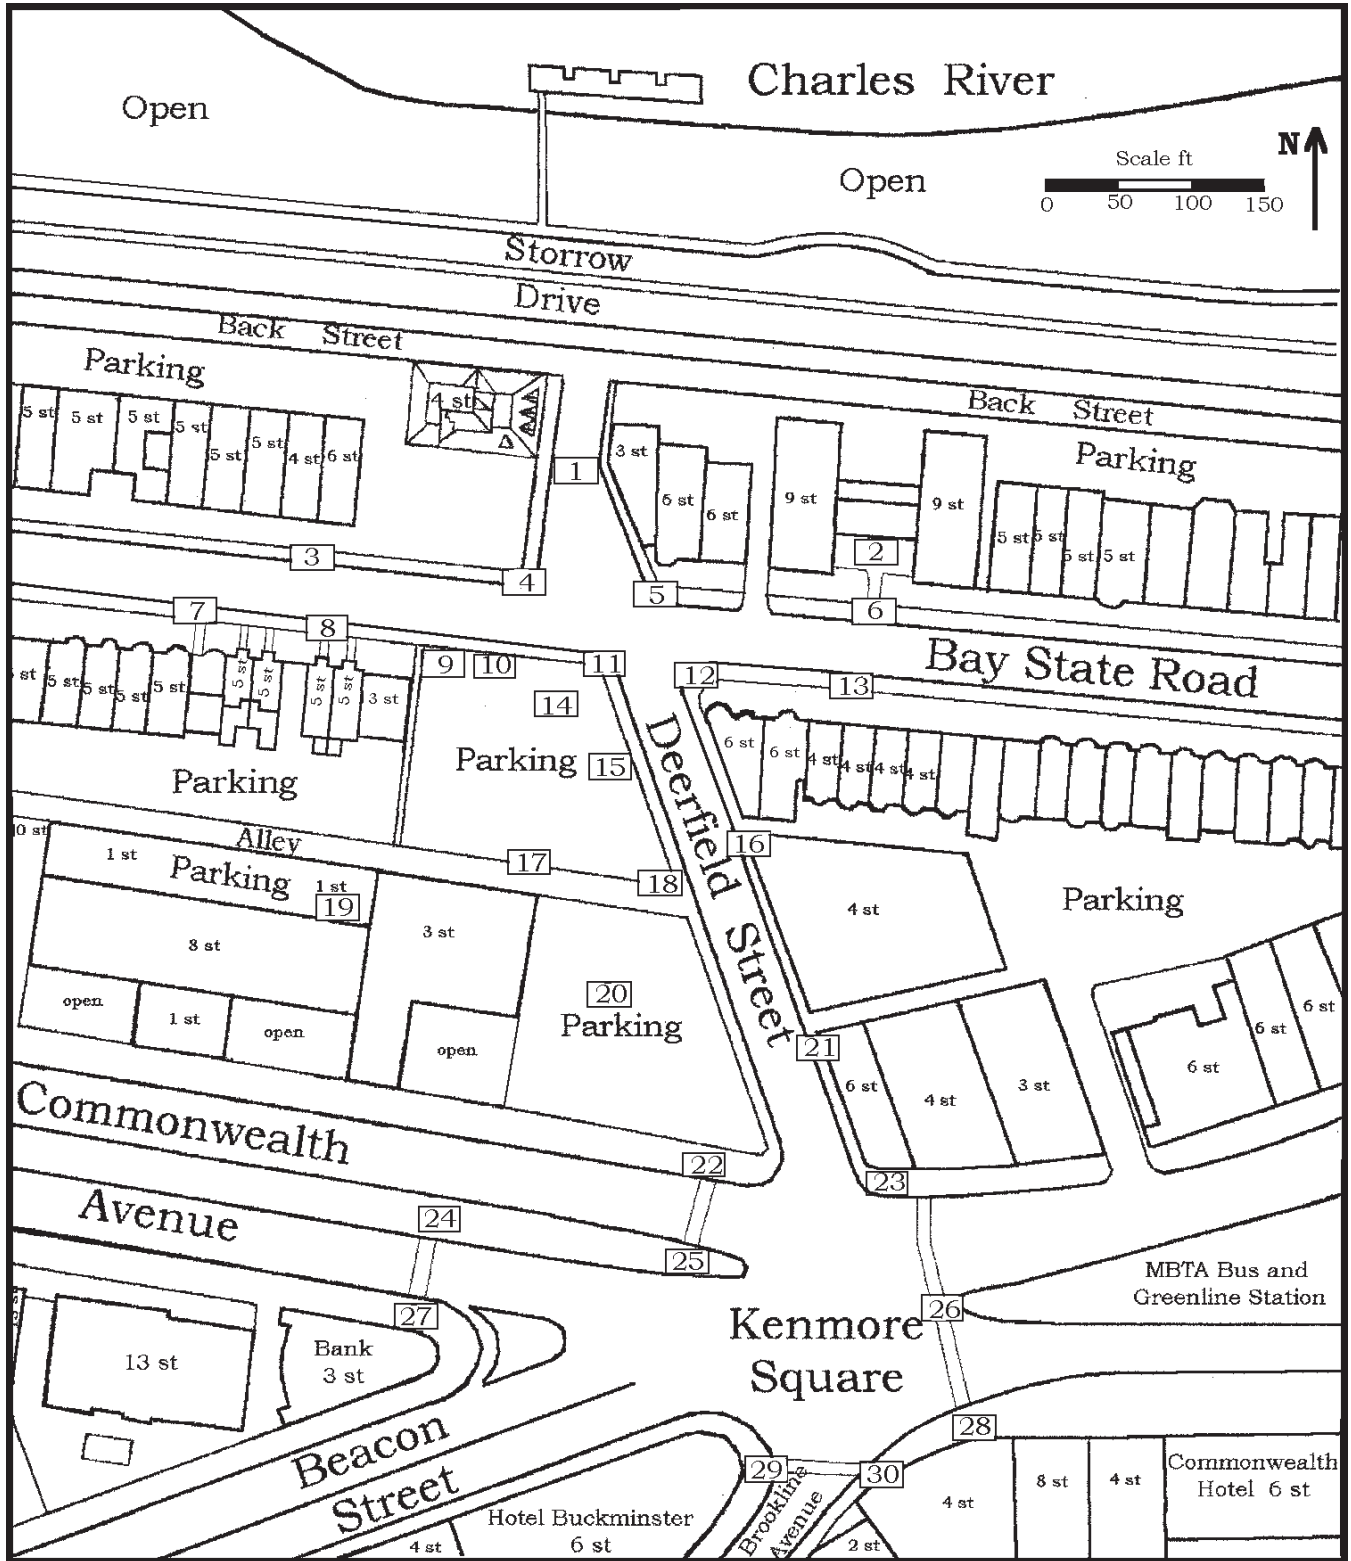 Charles River
Open
N
Scale ft
0 50 100 150
Open
Storrow
Drive
Back Street
Parking
4 st
Back Street
Parking
5 st
5 st
5 st
5 st
5 st
5 st
4 st
6 st
1
3 st
6 st
6 st
9 st
9 st
2
5 st
5 st
5 st
5 st
3
4
5
6
7
8
9
10
11
12
13
Bay State Road
5 st
5 st
5 st
5 st
5 st
5 st
5 st
5 st
5 st
3 st
14
Parking
15
Deerfield Street
6 st
6 st
4 st
4 st
4 st
4 st
Parking
Alley
0 st
1 st
Parking
1 st
16
17
18
19
4 st
Parking
8 st
3 st
20
Parking
open
1 st
open
open
21
6 st
4 st
3 st
6 st
6 st
6 st
Commonwealth
Avenue
22
23
24
25
MBTA Bus and
Greenline Station
26
27
Kenmore
Square
13 st
Bank
3 st
Beacon
Street
28
29
30
Brookline
Avenue
Hotel Buckminster
6 st
4 st
2 st
4 st
8 st
4 st
Commonwealth
Hotel 6 st